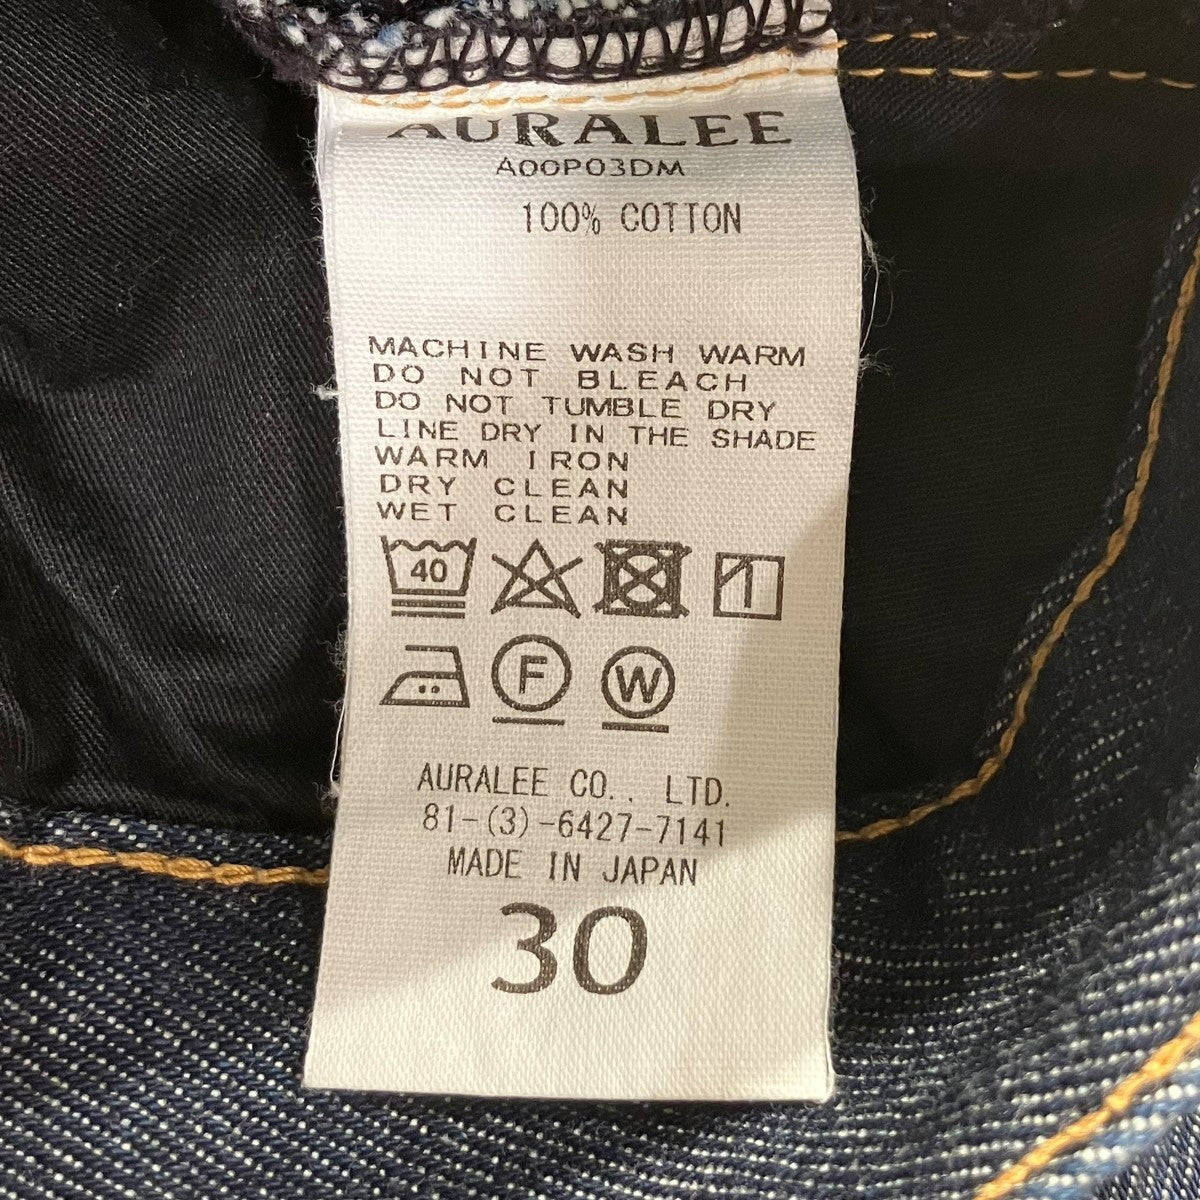 AURALEE
A00P03DM
100% COTTON
MACHINE WASH WARM
DO NOT BLEACH
DO NOT TUMBLE DRY
LINE DRY IN THE SHADE
WARM IRON
DRY CLEAN
WET CLEAN
40
F W
AURALEE CO., LTD.
81-(3)-6427-7141
MADE IN JAPAN
30